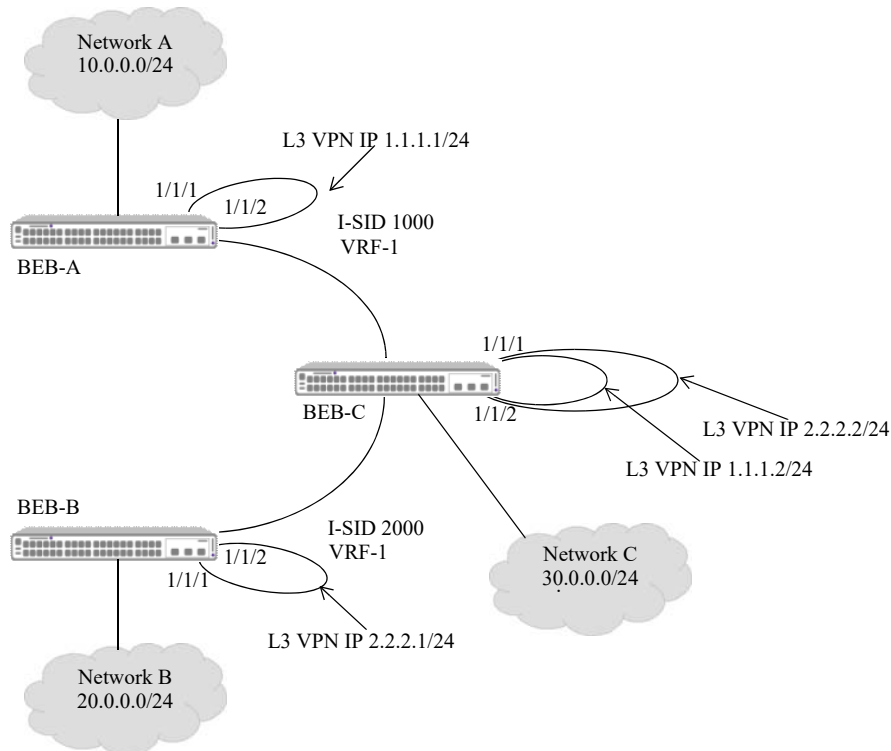 Network A
10.0.0.0/24
L3 VPN IP 1.1.1.1/24
1/1/1
1/1/2
I-SID 1000
VRF-1
BEB-A
1/1/1
BEB-C
1/1/2
L3 VPN IP 2.2.2.2/24
L3 VPN IP 1.1.1.2/24
BEB-B
I-SID 2000
VRF-1
1/1/2
1/1/1
Network C
30.0.0.0/24
L3 VPN IP 2.2.2.1/24
Network B
20.0.0.0/24